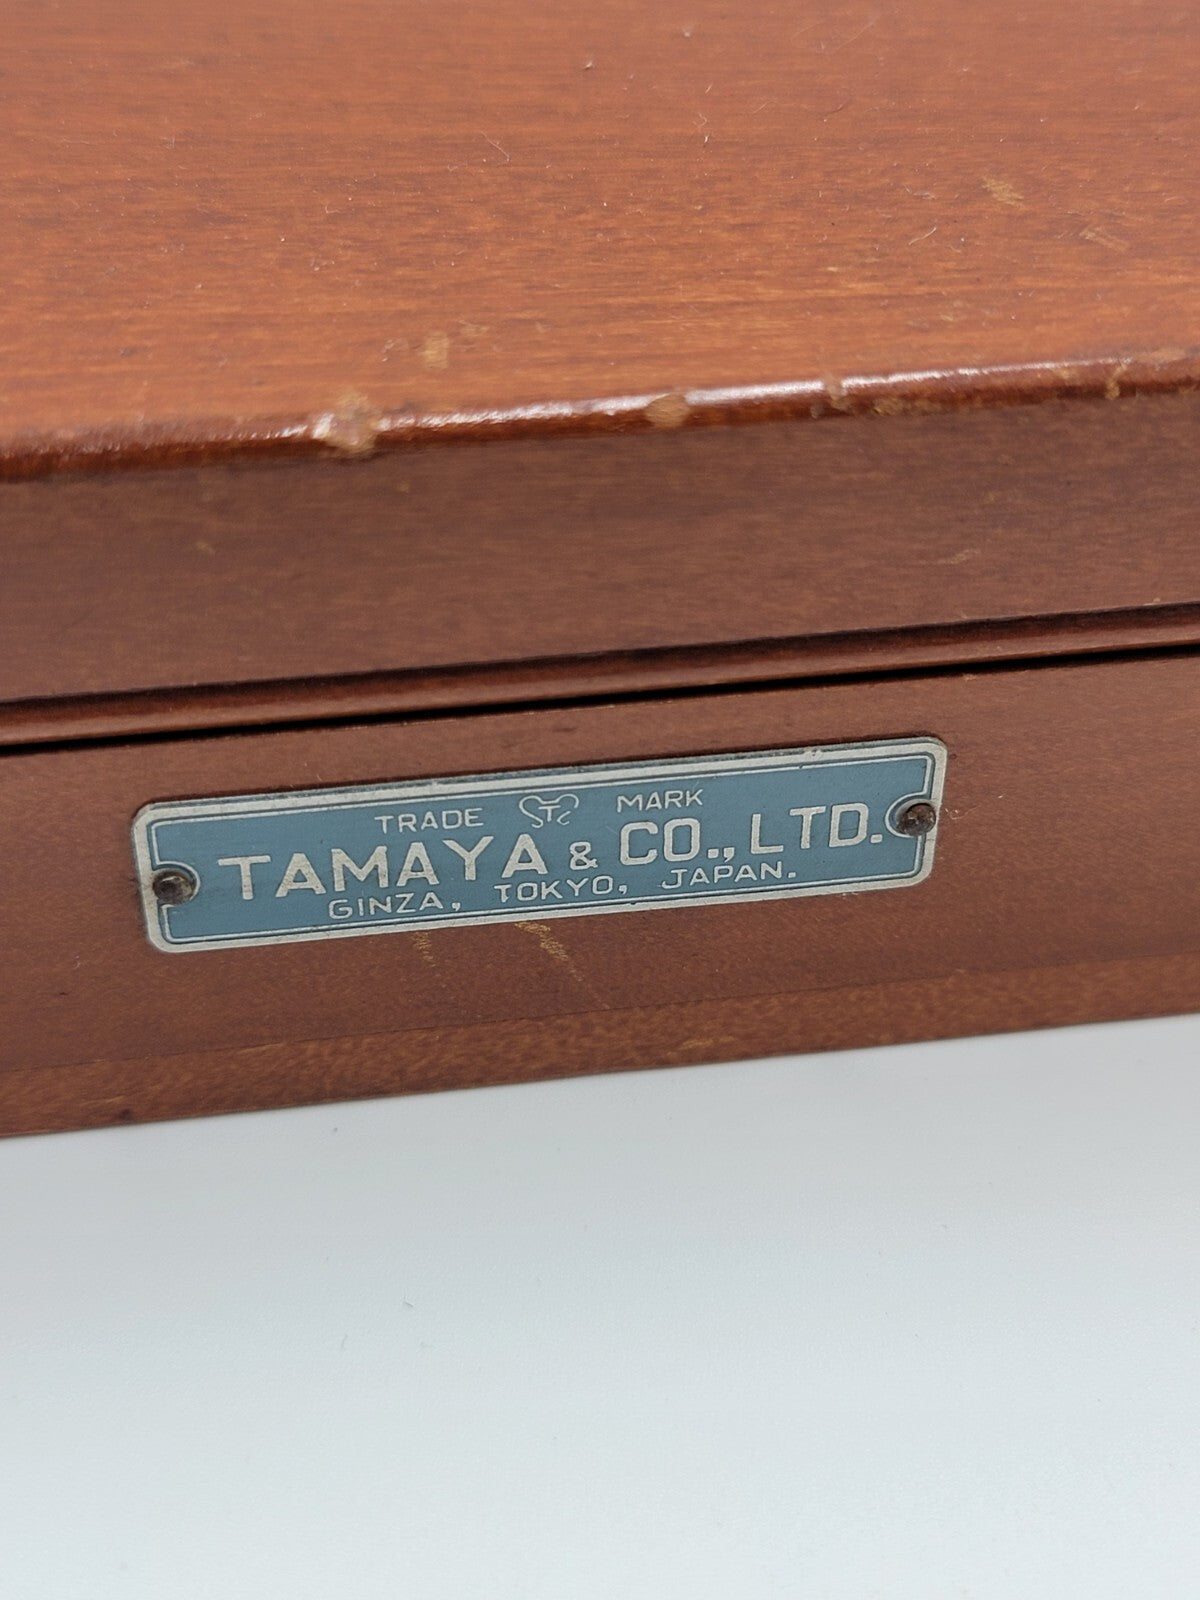 TRADE MARK
TAMAYA & CO., LTD.
GINZA, TOKYO, JAPAN.